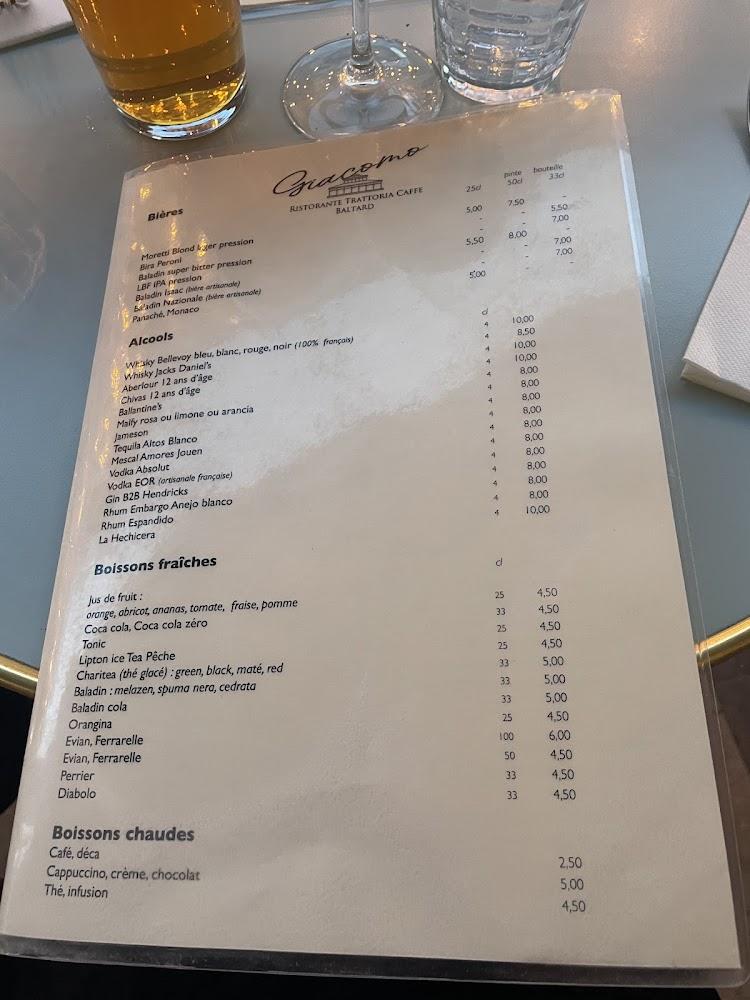 Giacomo
RISTORANTE TRATTORIA CAFFE
BALTARD
Bières 25cl pinte 50cl bouteille 33cl
Moretti Blond lager pression 5,00 7,50 -
Bira Peroni - - 5,50
Baladin super bitter pression - - 7,00
LBF IPA pression 5,50 8,00 -
Baladin Isaac (bière artisanale) - - 7,00
Baladin Nazionale (bière artisanale) - - 7,00
Panaché, Monaco 5,00 - -
Alcools cl
Whisky Bellevoy bleu, blanc, rouge, noir (100% français) 4 10,00
Whisky Jacks Daniel's 4 8,50
Aberlour 12 ans d'âge 4 10,00
Chivas 12 ans d'âge 4 10,00
Ballantine's 4 8,00
Malfy rosa ou limone ou arancia 4 8,00
Jameson 4 8,00
Tequila Altos Blanco 4 8,00
Mescal Amores Jouen 4 8,00
Vodka Absolut 4 8,00
Vodka EOR (artisanale française) 4 8,00
Gin B2B Hendricks 4 8,00
Rhum Embargo Anejo blanco 4 8,00
Rhum Espandido 4 8,00
La Hechicera 4 10,00
Boissons fraîches cl
Jus de fruit :
orange, abricot, ananas, tomate, fraise, pomme 25 4,50
Coca cola, Coca cola zéro 33 4,50
Tonic 25 4,50
Lipton ice Tea Pêche 25 4,50
Charitea (thé glacé) : green, black, maté, red 33 5,00
Baladin : melazen, spuma nera, cedrata 33 5,00
Baladin cola 33 5,00
Orangina 25 4,50
Evian, Ferrarelle 100 6,00
Evian, Ferrarelle 50 4,50
Perrier 33 4,50
Diabolo 33 4,50
Boissons chaudes
Café, déca 2,50
Cappuccino, crème, chocolat 5,00
Thé, infusion 4,50